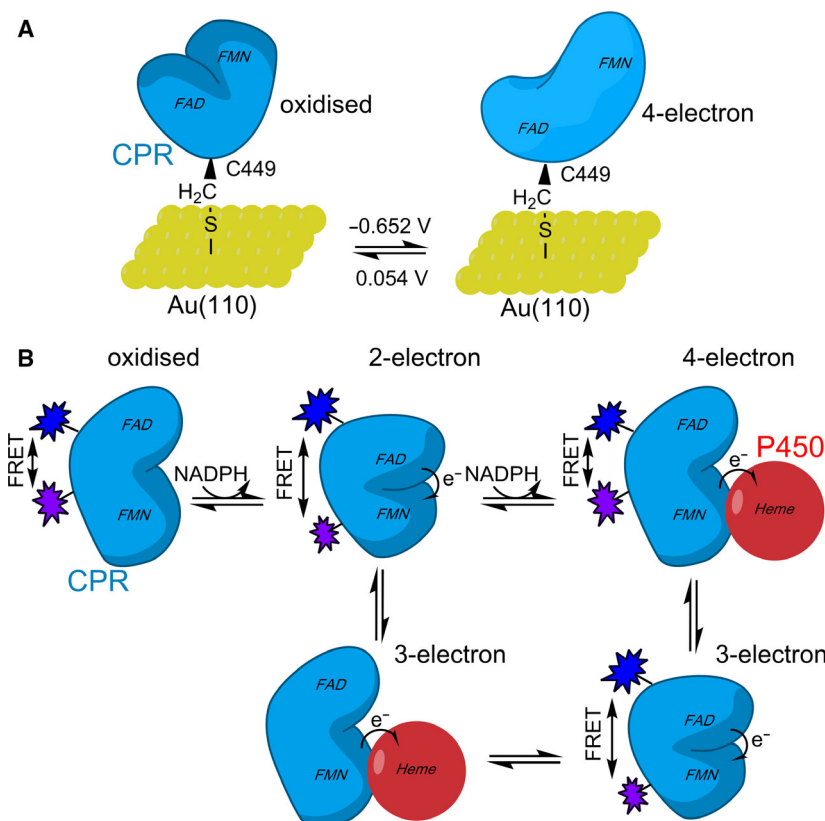 A
FMN
FAD
oxidised
CPR
C449
H2C
S
Au(110)
−0.652 V
0.054 V
FMN
FAD
4-electron
C449
H2C
S
Au(110)
B
oxidised
2-electron
4-electron
FRET
FAD
FMN
CPR
NADPH
FRET
FAD
FMN
e−
NADPH
FRET
FAD
FMN
e−
P450
Heme
3-electron
FAD
FMN
e−
Heme
3-electron
FRET
FAD
FMN
e−